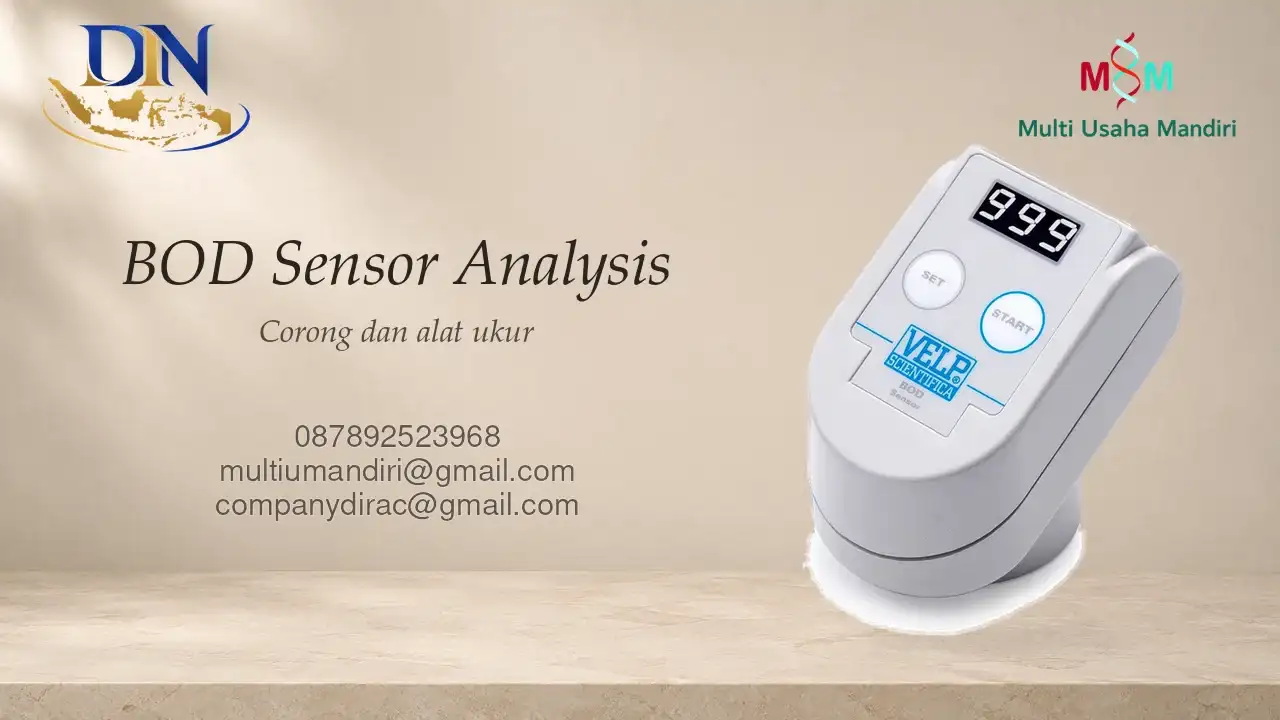 DIN
MSM
Multi Usaha Mandiri
BOD Sensor Analysis
Corong dan alat ukur
087892523968
multiumandiri@gmail.com
companydirac@gmail.com
999
SET
START
VELP®
SCIENTIFICA
BOD
Sensor